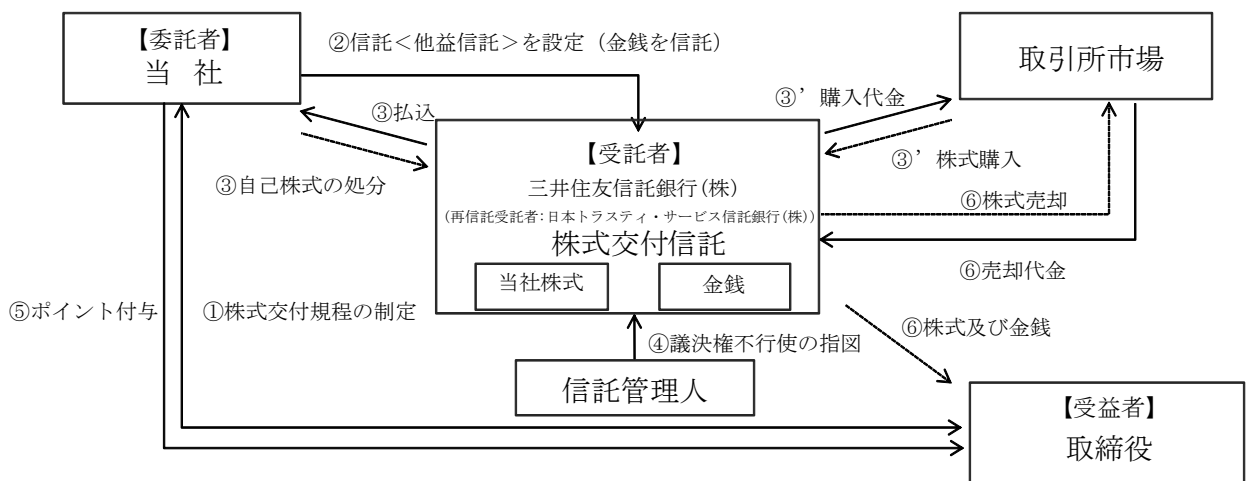 【委託者】
当 社
②信託<他益信託>を設定（金銭を信託）
取引所市場
③払込
③’購入代金
【受託者】
三井住友信託銀行(株)
(再信託受託者:日本トラスティ・サービス信託銀行(株))
株式交付信託
当社株式
金銭
③自己株式の処分
③’株式購入
⑥株式売却
⑥売却代金
⑤ポイント付与
①株式交付規程の制定
⑥株式及び金銭
④議決権不行使の指図
信託管理人
【受益者】
取締役